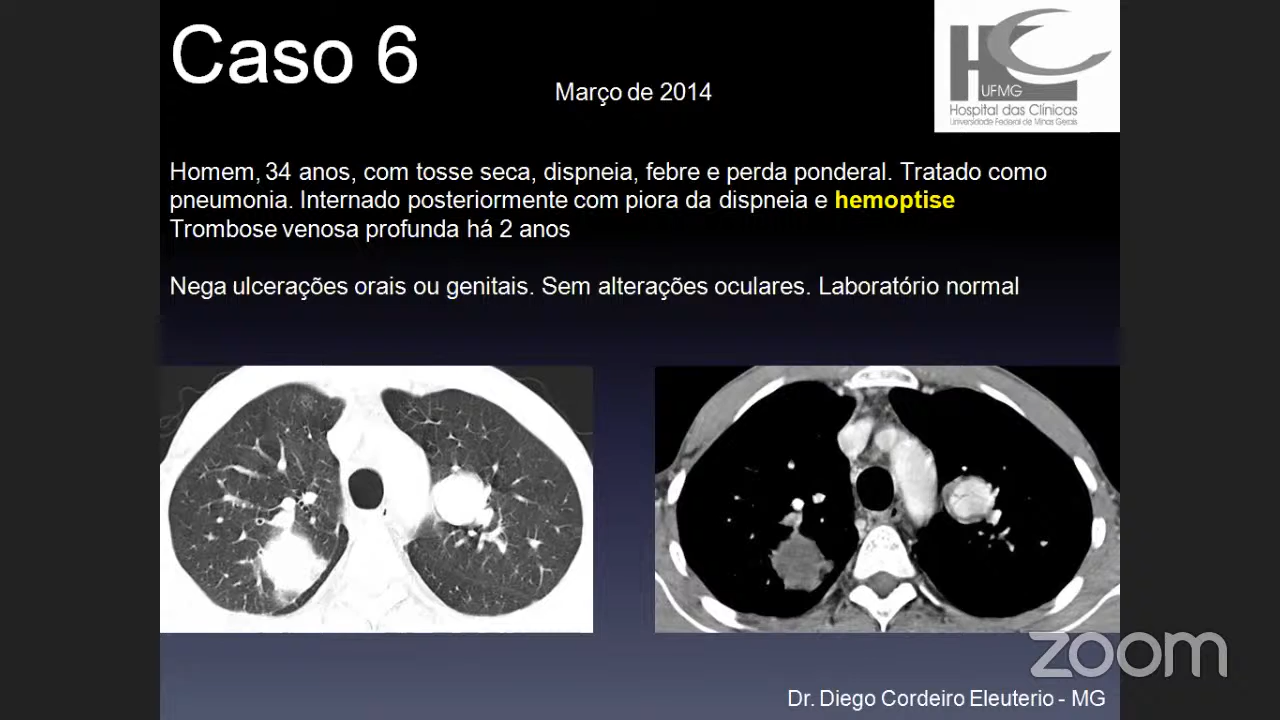 Caso 6
Março de 2014
UFMG
Hospital das Clínicas
Universidade Federal de Minas Gerais
Homem, 34 anos, com tosse seca, dispneia, febre e perda ponderal. Tratado como
pneumonia. Internado posteriormente com piora da dispneia e hemoptise
Trombose venosa profunda há 2 anos
Nega ulcerações orais ou genitais. Sem alterações oculares. Laboratório normal
zoom
Dr. Diego Cordeiro Eleuterio - MG